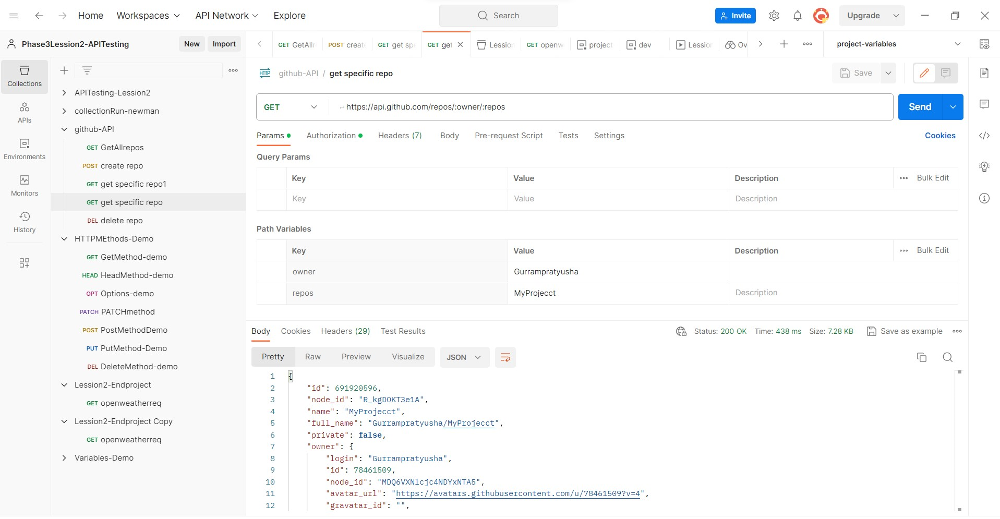 Home Workspaces API Network Explore Search Invite Upgrade
Phase3Lession2-APITesting New Import
GET GetAllr POST creat GET get sp GET get Lession GET openw project dev Lession Ov project-variables
Collections
APIs
Environments
Monitors
History
APITesting-Lession2
collectionRun-newman
github-API
GET GetAllrepos
POST create repo
GET get specific repo1
GET get specific repo
DEL delete repo
HTTPMEthods-Demo
GET GetMethod-demo
HEAD HeadMethod-demo
OPT Options-demo
PATCH PATCHmethod
POST PostMethodDemo
PUT PutMethod-Demo
DEL DeleteMethod-demo
Lession2-Endproject
GET openweatherreq
Lession2-Endproject Copy
GET openweatherreq
Variables-Demo
HTTP github-API / get specific repo Save
GET https://api.github.com/repos/:owner/:repos Send
Params Authorization Headers (7) Body Pre-request Script Tests Settings Cookies
Query Params
Key Value Description Bulk Edit
Key Value Description
Path Variables
Key Value Description Bulk Edit
owner Gurrampratyusha
repos MyProjecct Description
Body Cookies Headers (29) Test Results Status: 200 OK Time: 438 ms Size: 7.28 KB Save as example
Pretty Raw Preview Visualize JSON
1 {
2 "id": 691920596,
3 "node_id": "R_kgDOKT3e1A",
4 "name": "MyProjecct",
5 "full_name": "Gurrampratyusha/MyProjecct",
6 "private": false,
7 "owner": {
8 "login": "Gurrampratyusha",
9 "id": 78461509,
10 "node_id": "MDQ6VXNlcjc4NDYxNTA5",
11 "avatar_url": "https://avatars.githubusercontent.com/u/78461509?v=4",
12 "gravatar_id": "",